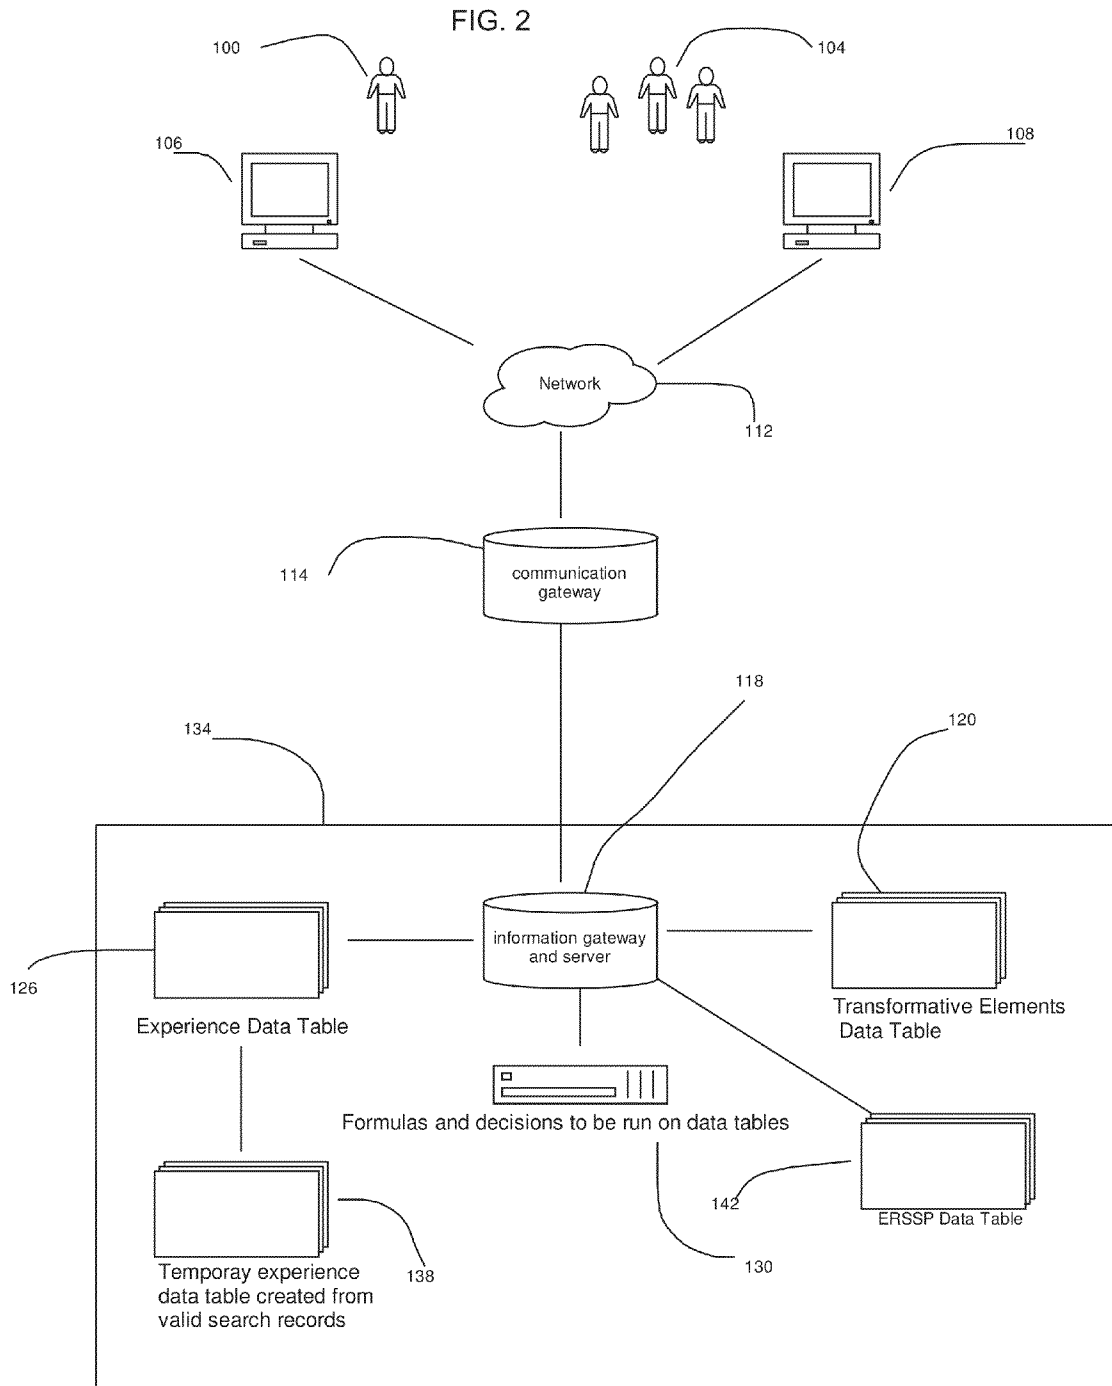 FIG. 2
100
104
106
108
Network
112
communication
gateway
114
118
120
134
information gateway
and server
126
Experience Data Table
Transformative Elements
Data Table
Formulas and decisions to be run on data tables
142
ERSSP Data Table
130
138
Temporay experience
data table created from
valid search records